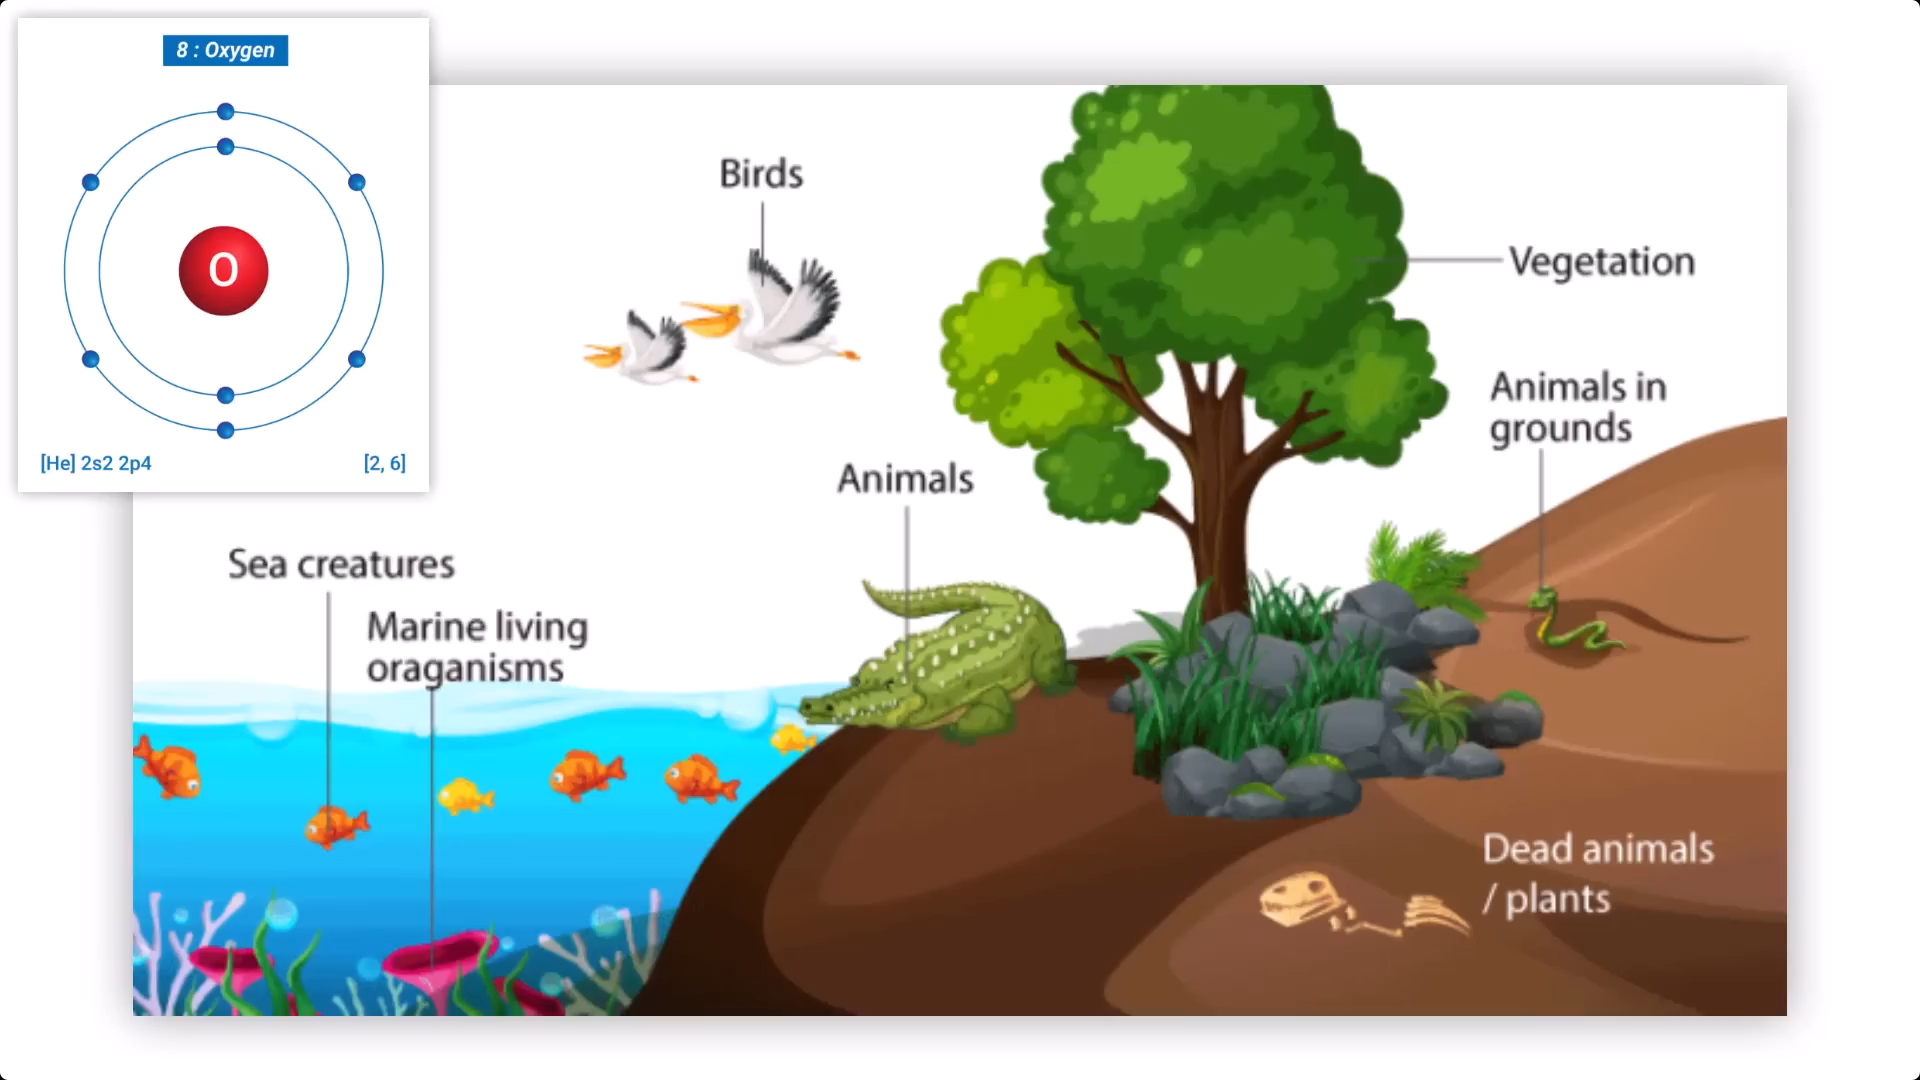 8 : Oxygen
O
[He] 2s2 2p4
[2, 6]
Birds
Vegetation
Animals in
grounds
Animals
Sea creatures
Marine living
oraganisms
Dead animals
/ plants